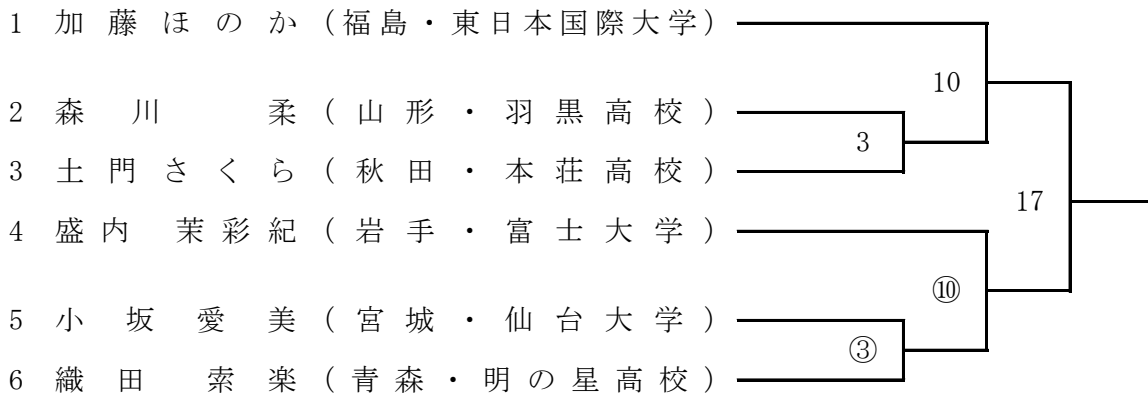 1 加藤ほのか（福島・東日本国際大学）
10
2 森川 柔（山形・羽黒高校）
3
3 土門さくら（秋田・本荘高校）
17
4 盛内 茉彩紀（岩手・富士大学）
⑩
5 小坂愛美（宮城・仙台大学）
③
6 織田 索楽（青森・明の星高校）